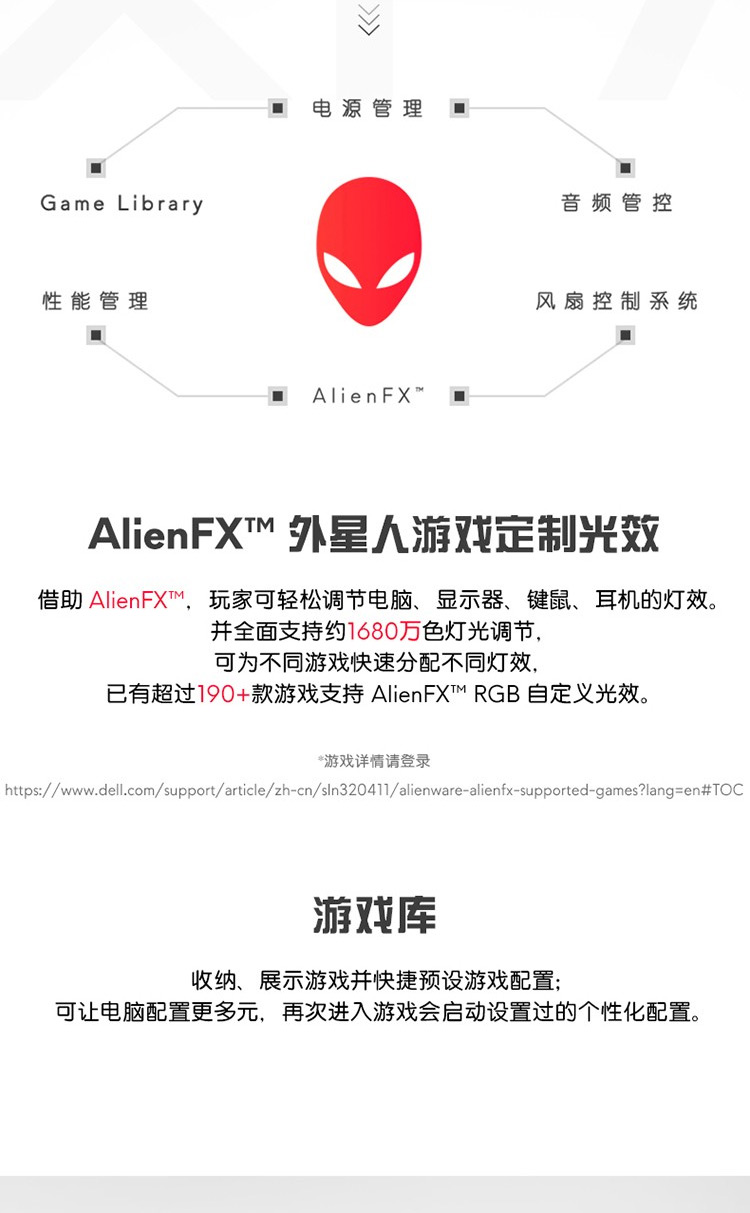 电源管理
Game Library
音频管控
性能管理
风扇控制系统
AlienFX™
AlienFX™ 外星人游戏定制光效
借助 AlienFX™，玩家可轻松调节电脑、显示器、键鼠、耳机的灯效。
并全面支持约1680万色灯光调节，
可为不同游戏快速分配不同灯效，
已有超过190+款游戏支持 AlienFX™ RGB 自定义光效。
*游戏详情请登录
https://www.dell.com/support/article/zh-cn/sln320411/alienware-alienfx-supported-games?lang=en#TOC
游戏库
收纳、展示游戏并快捷预设游戏配置；
可让电脑配置更多元，再次进入游戏会启动设置过的个性化配置。